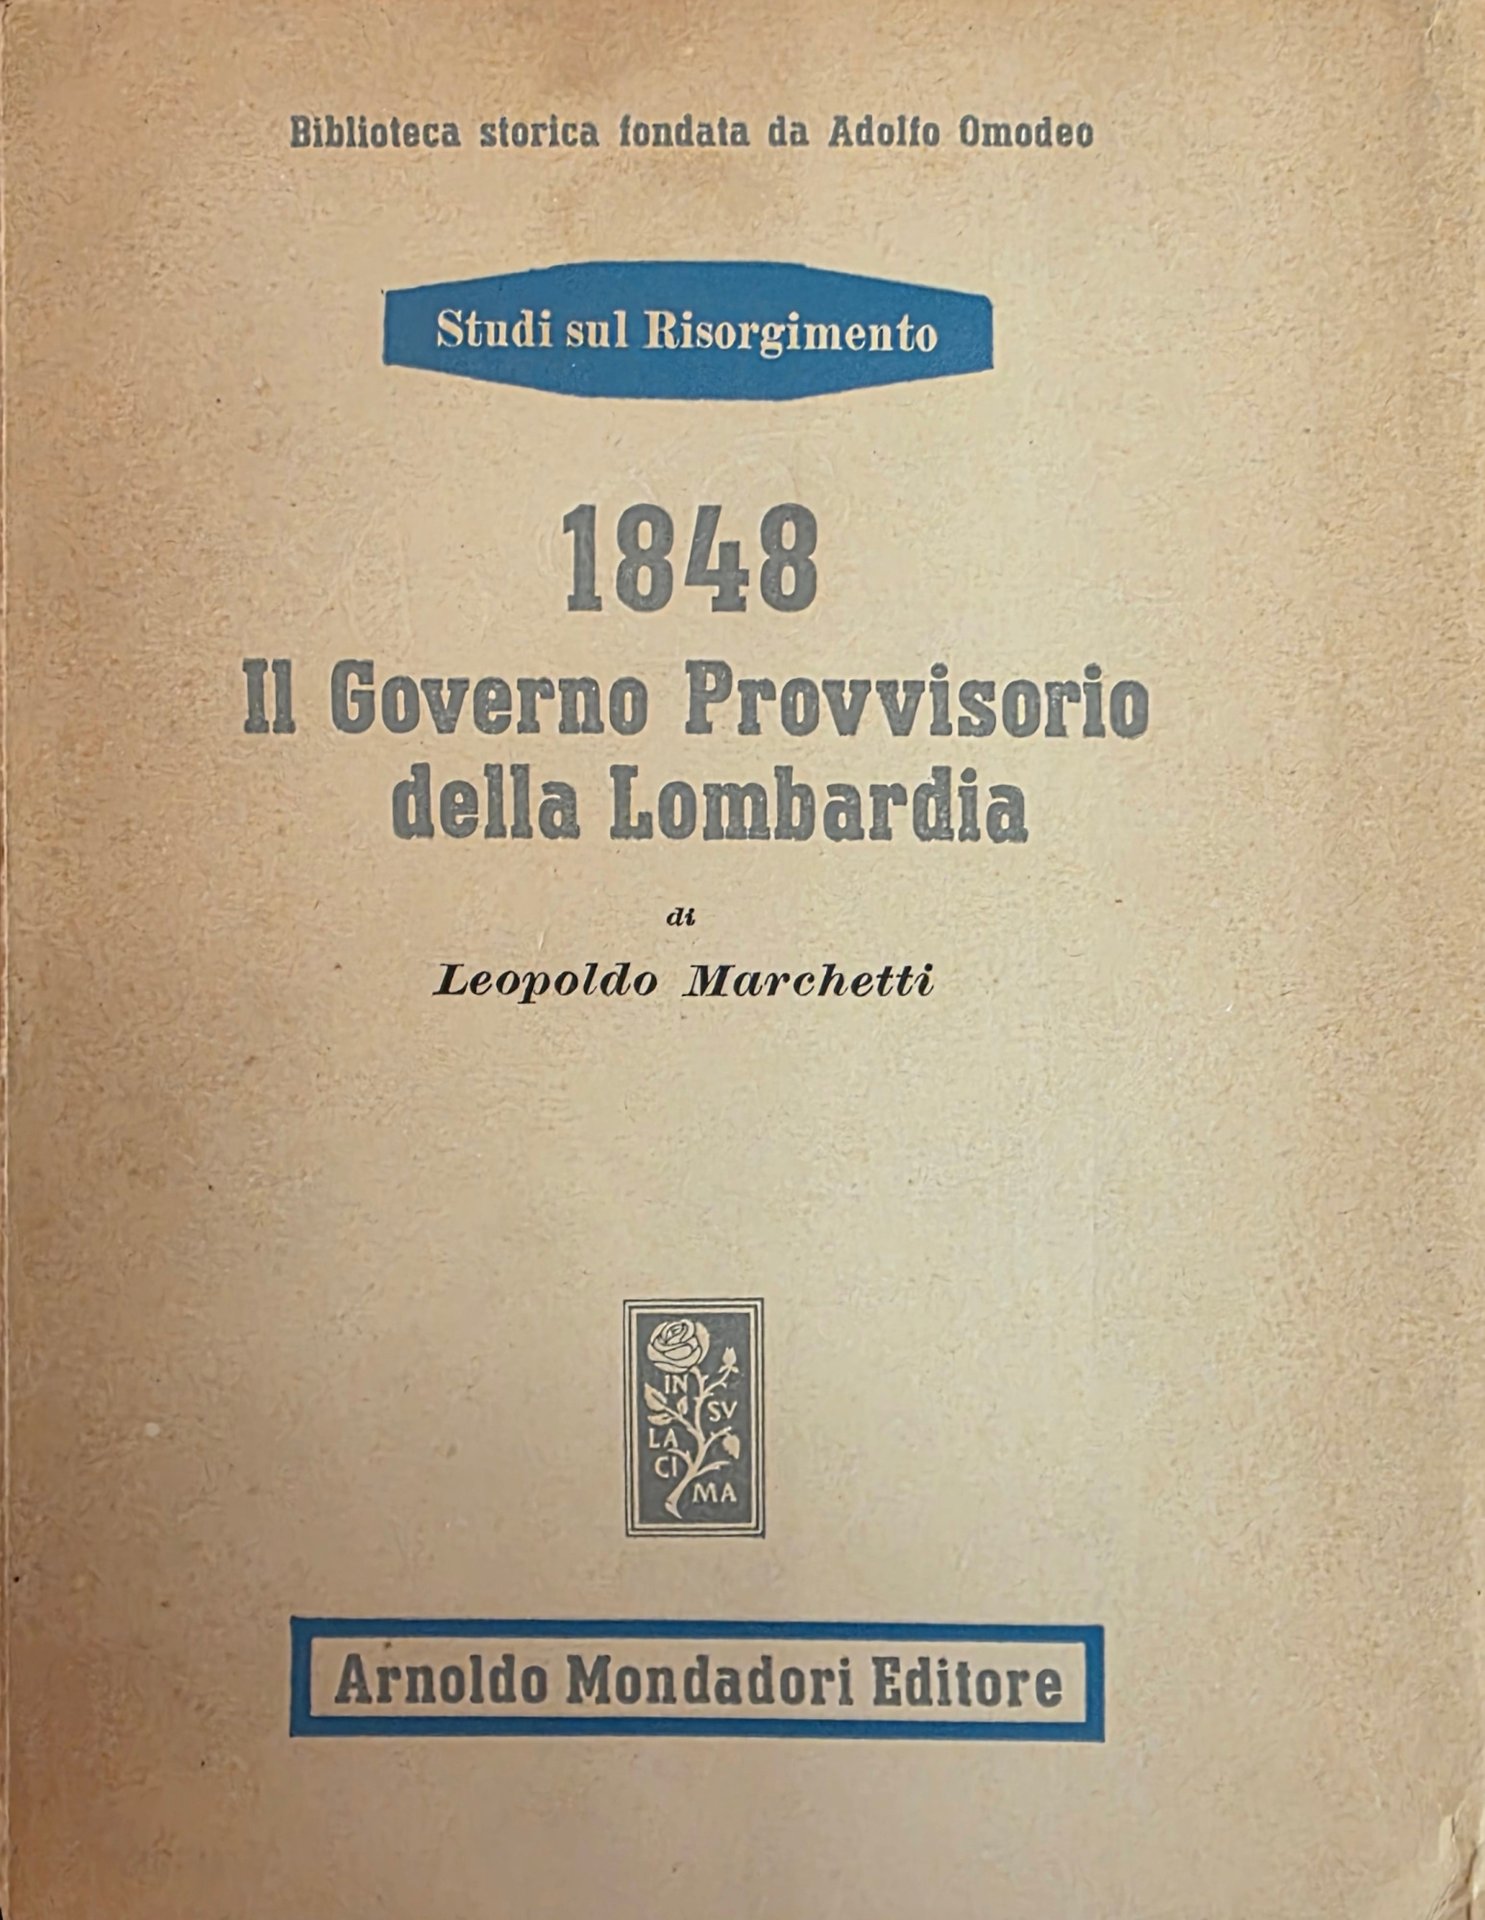 Biblioteca storica fondata da Adolfo Omodeo
Studi sul Risorgimento
1848
Il Governo Provvisorio
della Lombardia
di
Leopoldo Marchetti
IN
SV
LA
CI
MA
Arnoldo Mondadori Editore